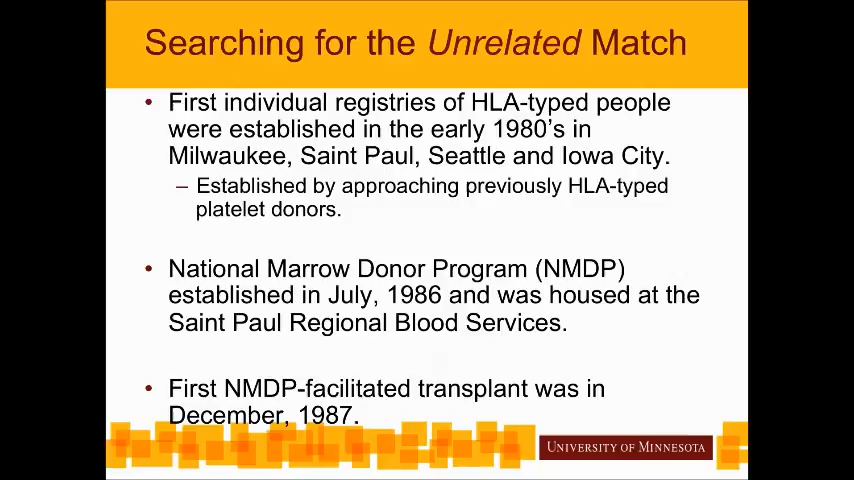 Searching for the Unrelated Match
• First individual registries of HLA-typed people
were established in the early 1980's in
Milwaukee, Saint Paul, Seattle and Iowa City.
– Established by approaching previously HLA-typed
platelet donors.
• National Marrow Donor Program (NMDP)
established in July, 1986 and was housed at the
Saint Paul Regional Blood Services.
• First NMDP-facilitated transplant was in
December, 1987.
UNIVERSITY OF MINNESOTA